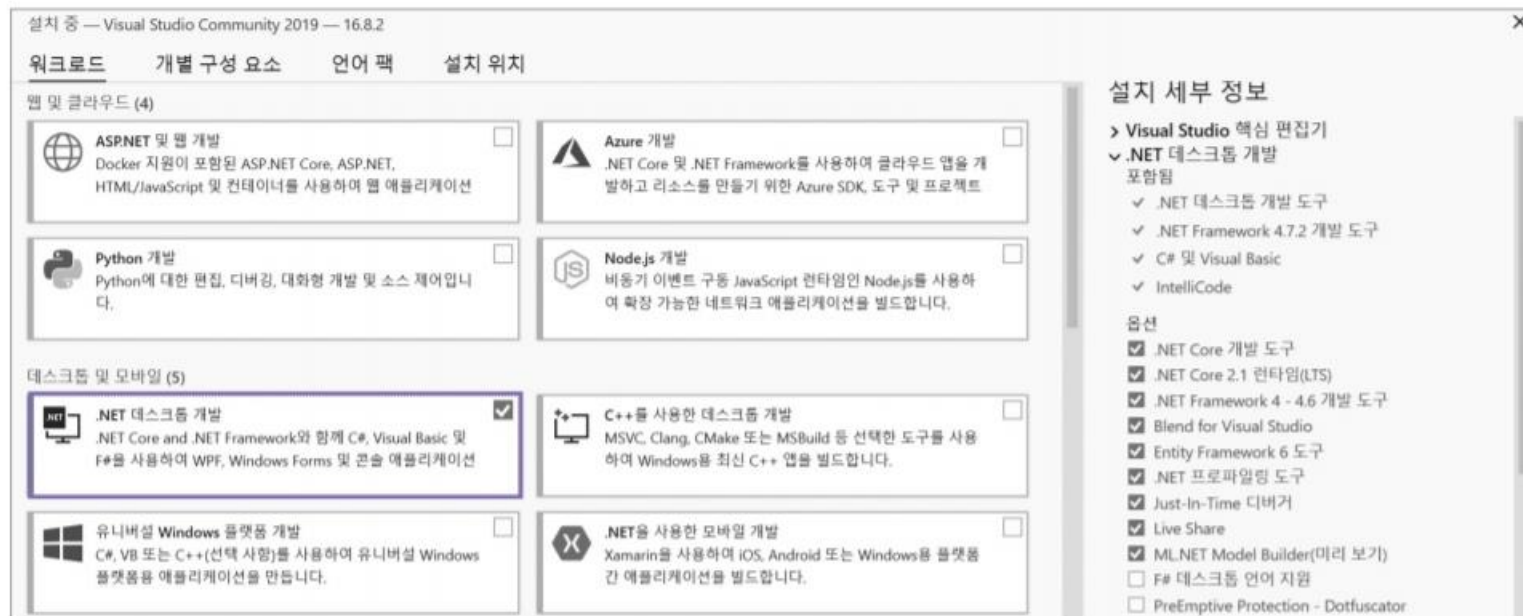 설치 중 — Visual Studio Community 2019 — 16.8.2
워크로드 개별 구성 요소 언어 팩 설치 위치
웹 및 클라우드 (4)
ASP.NET 및 웹 개발
Docker 지원이 포함된 ASP.NET Core, ASP.NET,
HTML/JavaScript 및 컨테이너를 사용하여 웹 애플리케이션
Azure 개발
.NET Core 및 .NET Framework를 사용하여 클라우드 앱을 개
발하고 리소스를 만들기 위한 Azure SDK, 도구 및 프로젝트
Python 개발
Python에 대한 편집, 디버깅, 대화형 개발 및 소스 제어입니
다.
JS
Node.js 개발
비동기 이벤트 구동 JavaScript 런타임인 Node.js를 사용하
여 확장 가능한 네트워크 애플리케이션을 빌드합니다.
데스크톱 및 모바일 (5)
.NET
.NET 데스크톱 개발
.NET Core and .NET Framework와 함께 C#, Visual Basic 및
F#을 사용하여 WPF, Windows Forms 및 콘솔 애플리케이션
C++를 사용한 데스크톱 개발
MSVC, Clang, CMake 또는 MSBuild 등 선택한 도구를 사용
하여 Windows용 최신 C++ 앱을 빌드합니다.
유니버설 Windows 플랫폼 개발
C#, VB 또는 C++(선택 사항)를 사용하여 유니버설 Windows
플랫폼용 애플리케이션을 만듭니다.
.NET을 사용한 모바일 개발
Xamarin을 사용하여 iOS, Android 또는 Windows용 플랫폼
간 애플리케이션을 빌드합니다.
설치 세부 정보
Visual Studio 핵심 편집기
.NET 데스크톱 개발
포함됨
.NET 데스크톱 개발 도구
.NET Framework 4.7.2 개발 도구
C# 및 Visual Basic
IntelliCode
옵션
.NET Core 개발 도구
.NET Core 2.1 런타임(LTS)
.NET Framework 4 - 4.6 개발 도구
Blend for Visual Studio
Entity Framework 6 도구
.NET 프로파일링 도구
Just-In-Time 디버거
Live Share
ML.NET Model Builder(미리 보기)
F# 데스크톱 언어 지원
PreEmptive Protection - Dotfuscator